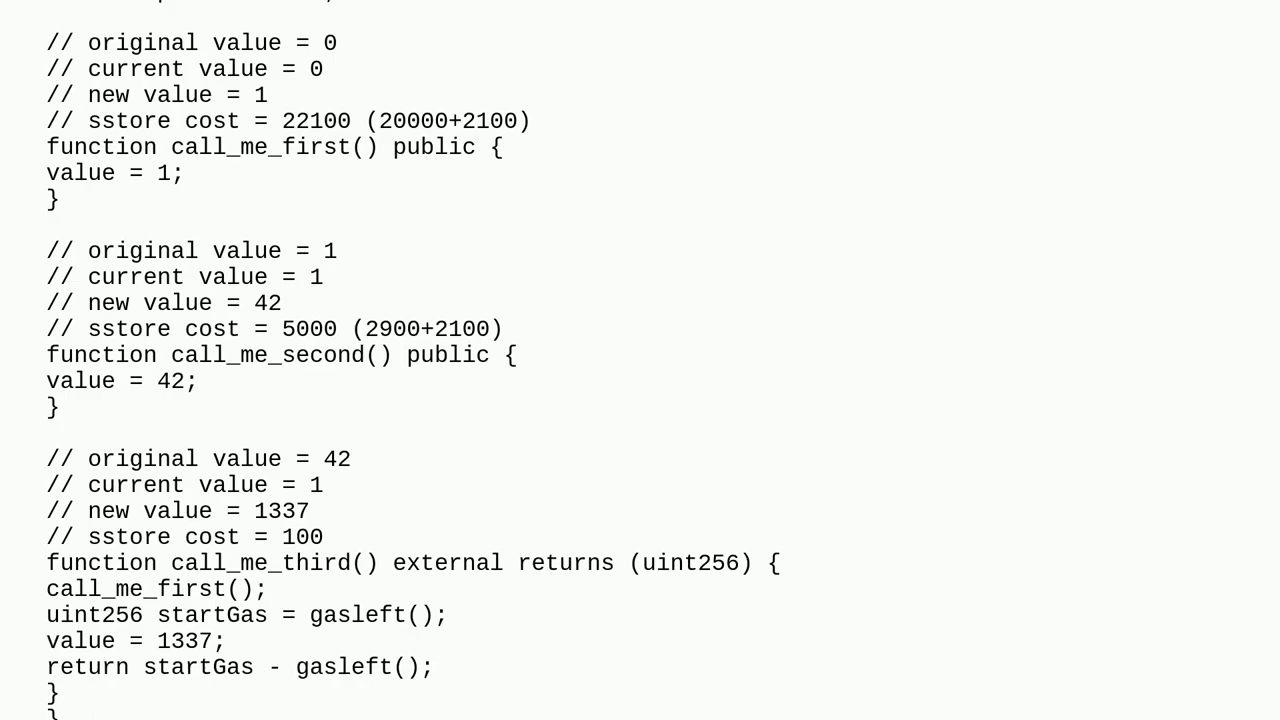 // original value = 0
// current value = 0
// new value = 1
// sstore cost = 22100 (20000+2100)
function call_me_first() public {
value = 1;
}
// original value = 1
// current value = 1
// new value = 42
// sstore cost = 5000 (2900+2100)
function call_me_second() public {
value = 42;
}
// original value = 42
// current value = 1
// new value = 1337
// sstore cost = 100
function call_me_third() external returns (uint256) {
call_me_first();
uint256 startGas = gasleft();
value = 1337;
return startGas - gasleft();
}
}